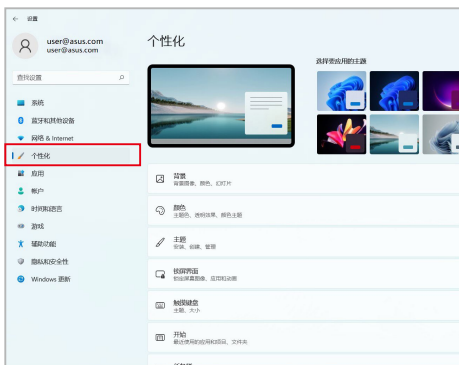 ← 设置
user@asus.com
user@asus.com
查找设置
系统
蓝牙和其他设备
网络 & Internet
个性化
应用
帐户
时间和语言
游戏
辅助功能
隐私和安全性
Windows 更新
个性化
选择要应用的主题
背景
背景图像、颜色、幻灯片
颜色
主题色、透明效果、颜色主题
主题
安装、创建、管理
锁屏界面
锁定屏幕图像、应用和动画
触摸键盘
主题、大小
开始
最近使用的应用和项目、文件夹